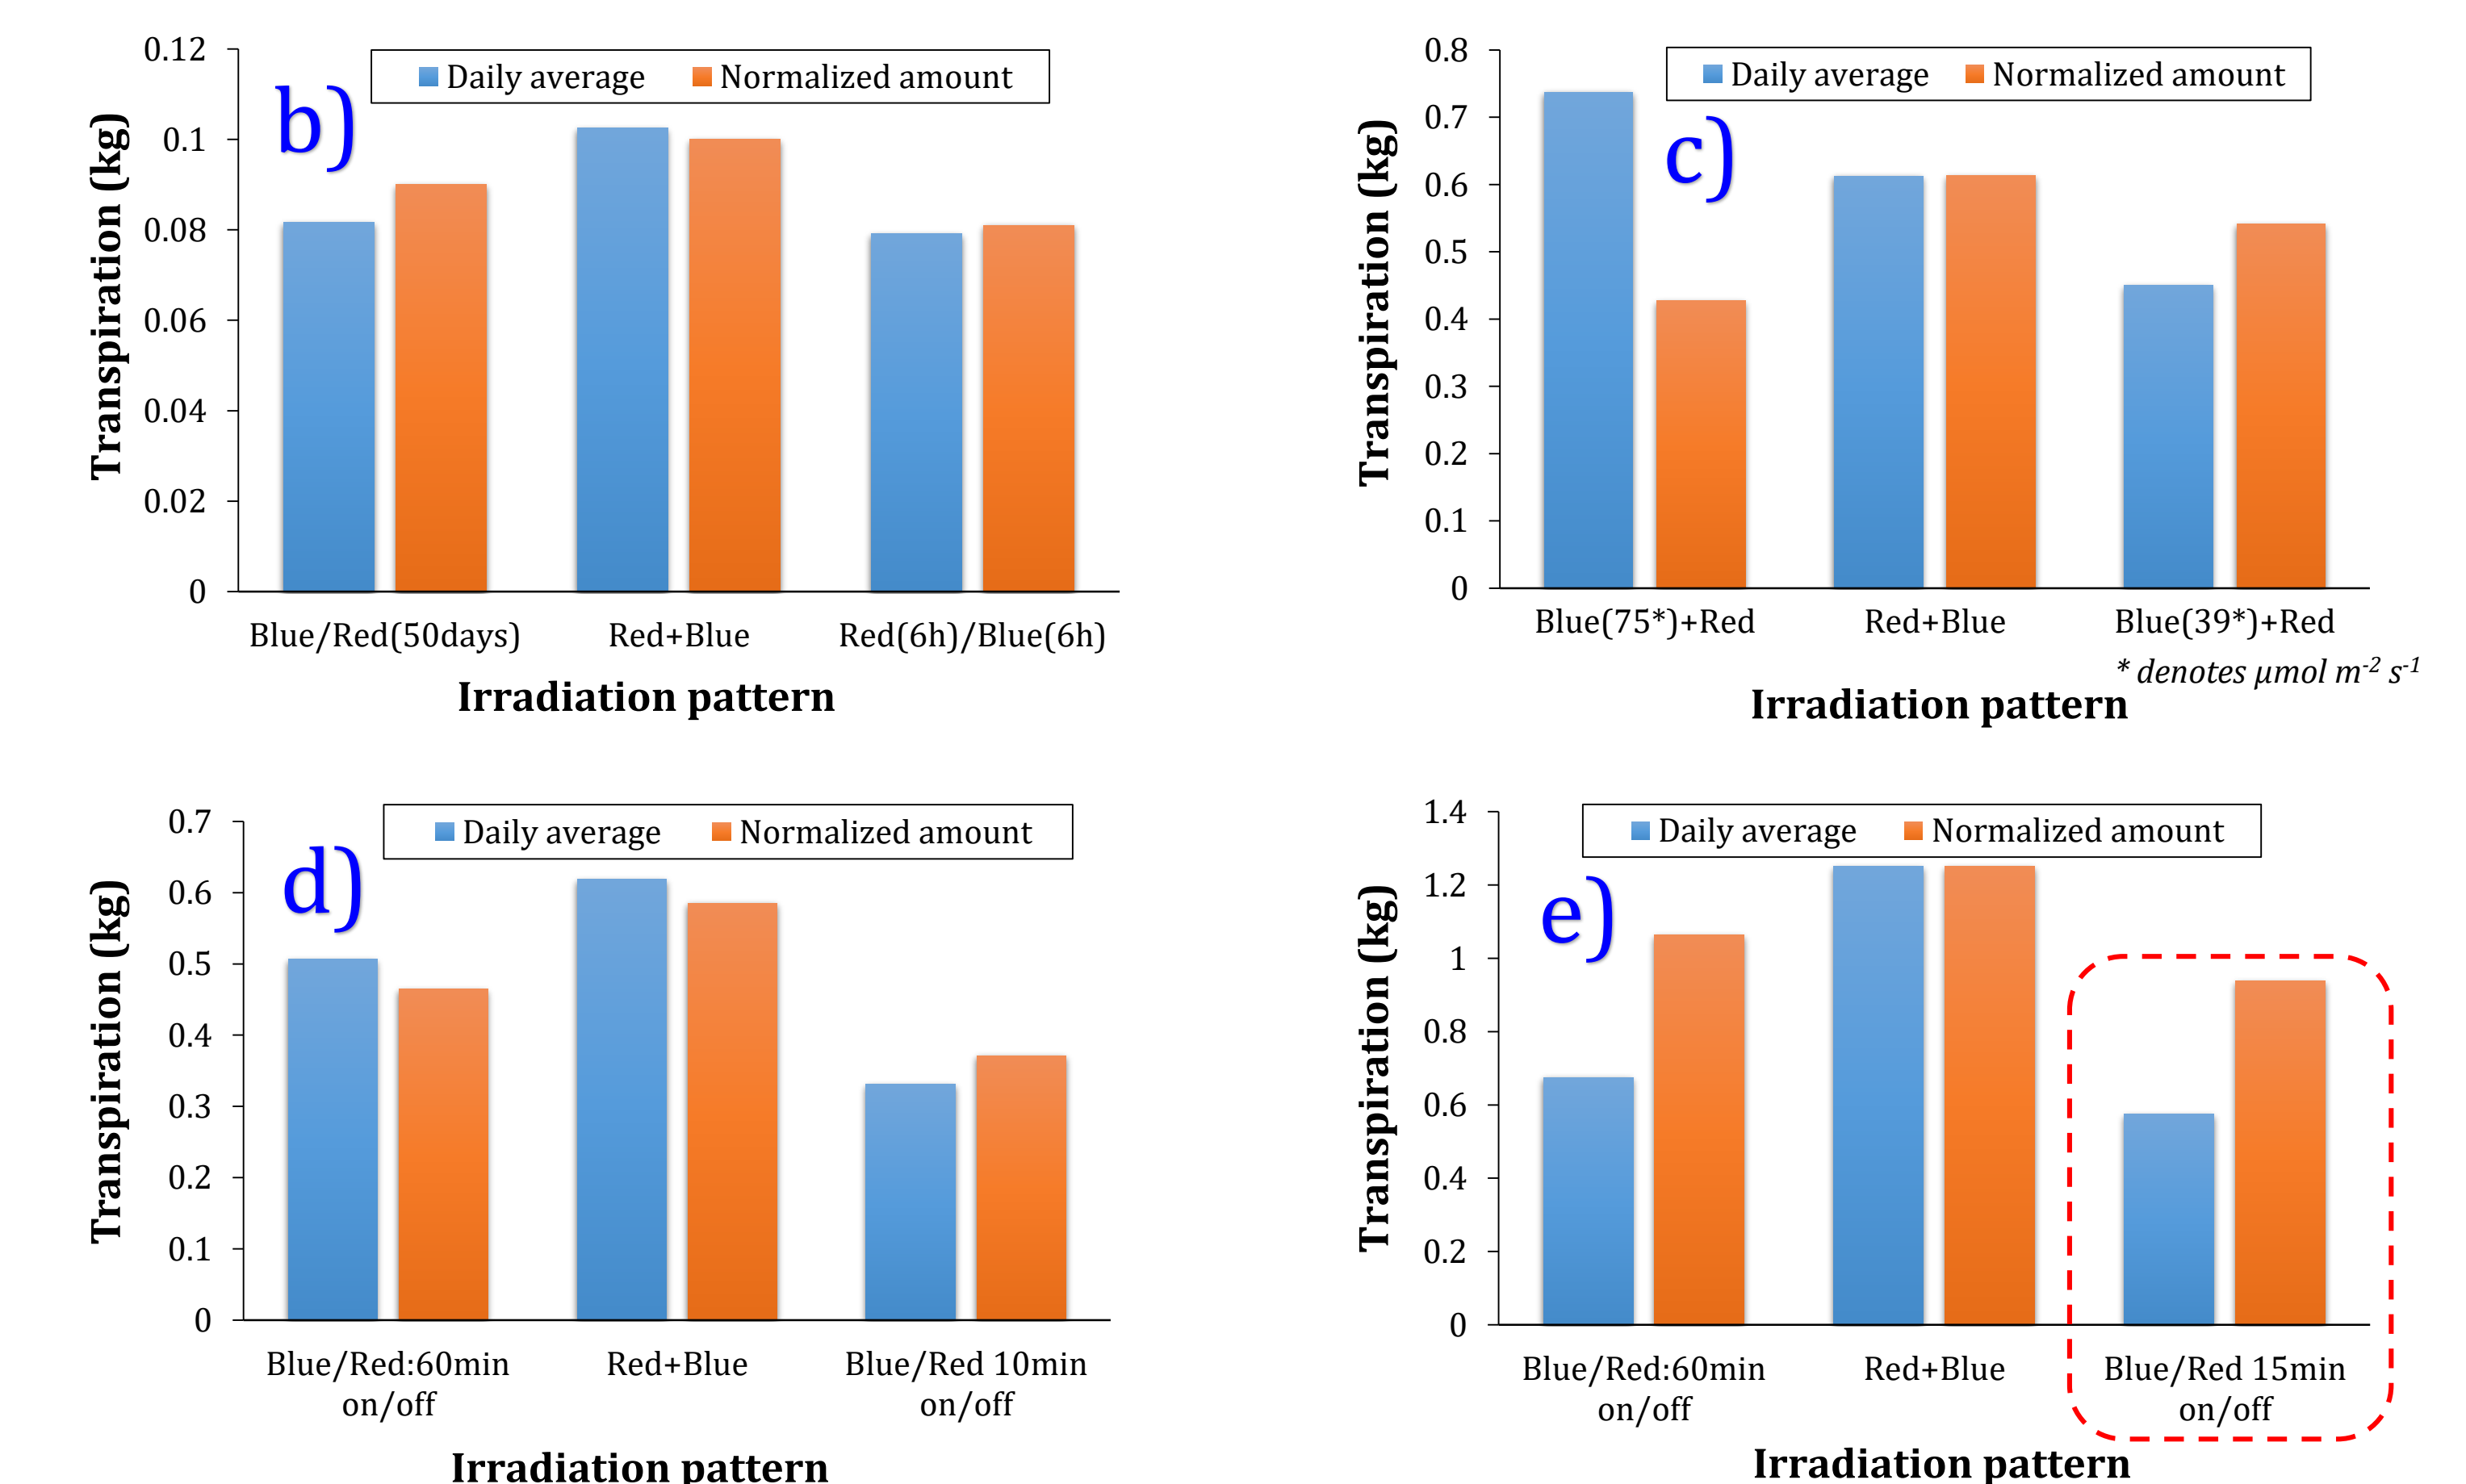 b)
Daily average Normalized amount
Transpiration (kg)
0.12
0.1
0.08
0.06
0.04
0.02
0
Blue/Red(50days) Red+Blue Red(6h)/Blue(6h)
Irradiation pattern
c)
Daily average Normalized amount
Transpiration (kg)
0.8
0.7
0.6
0.5
0.4
0.3
0.2
0.1
0
Blue(75*)+Red Red+Blue Blue(39*)+Red
* denotes μmol m-2 s-1
Irradiation pattern
d)
Daily average Normalized amount
Transpiration (kg)
0.7
0.6
0.5
0.4
0.3
0.2
0.1
0
Blue/Red:60min Red+Blue Blue/Red 10min
on/off on/off
Irradiation pattern
e)
Daily average Normalized amount
Transpiration (kg)
1.4
1.2
1
0.8
0.6
0.4
0.2
0
Blue/Red:60min Red+Blue Blue/Red 15min
on/off on/off
Irradiation pattern